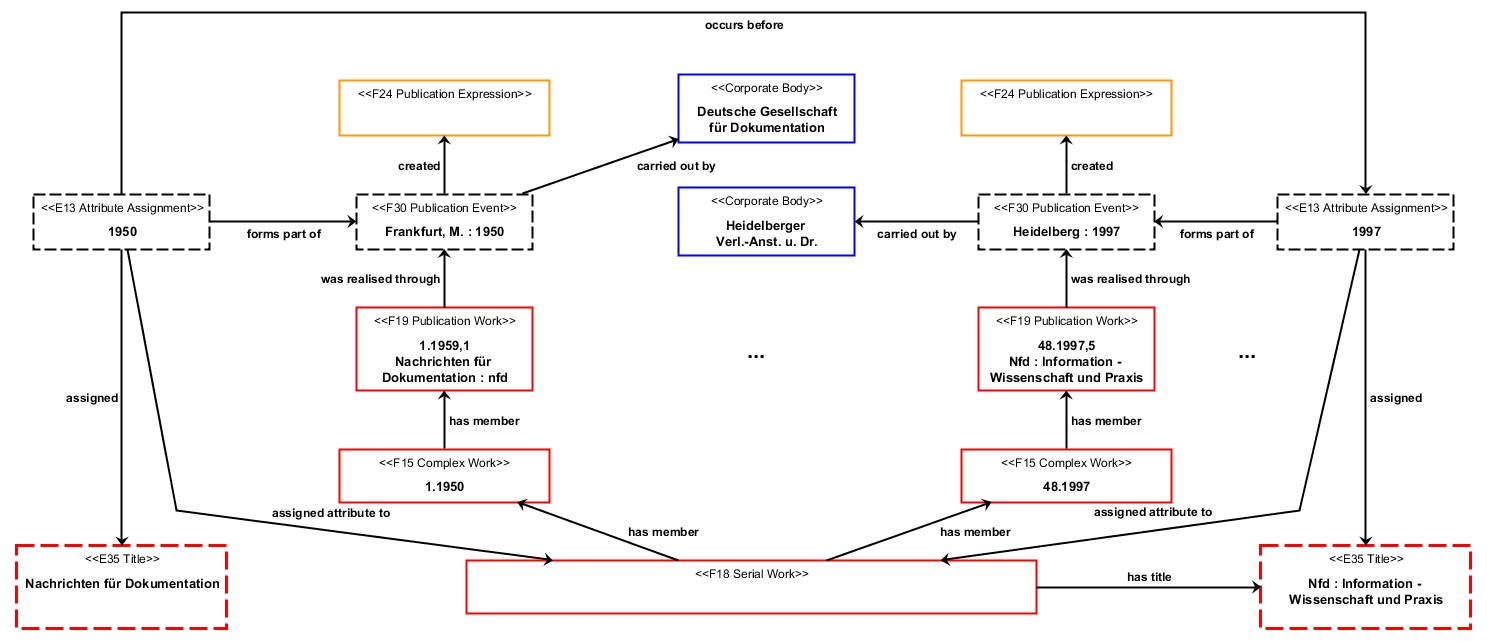 occurs before
<<F24 Publication Expression>>
<<Corporate Body>>
Deutsche Gesellschaft
für Dokumentation
<<F24 Publication Expression>>
created
carried out by
created
<<E13 Attribute Assignment>>
1950
forms part of
<<F30 Publication Event>>
Frankfurt, M. : 1950
<<Corporate Body>>
Heidelberger
Verl.-Anst. u. Dr.
carried out by
<<F30 Publication Event>>
Heidelberg : 1997
forms part of
<<E13 Attribute Assignment>>
1997
was realised through
was realised through
<<F19 Publication Work>>
1.1959,1
Nachrichten für
Dokumentation : nfd
...
<<F19 Publication Work>>
48.1997,5
Nfd : Information -
Wissenschaft und Praxis
...
assigned
has member
has member
assigned
<<F15 Complex Work>>
1.1950
<<F15 Complex Work>>
48.1997
assigned attribute to
has member
has member
assigned attribute to
<<E35 Title>>
Nachrichten für Dokumentation
<<F18 Serial Work>>
has title
<<E35 Title>>
Nfd : Information -
Wissenschaft und Praxis